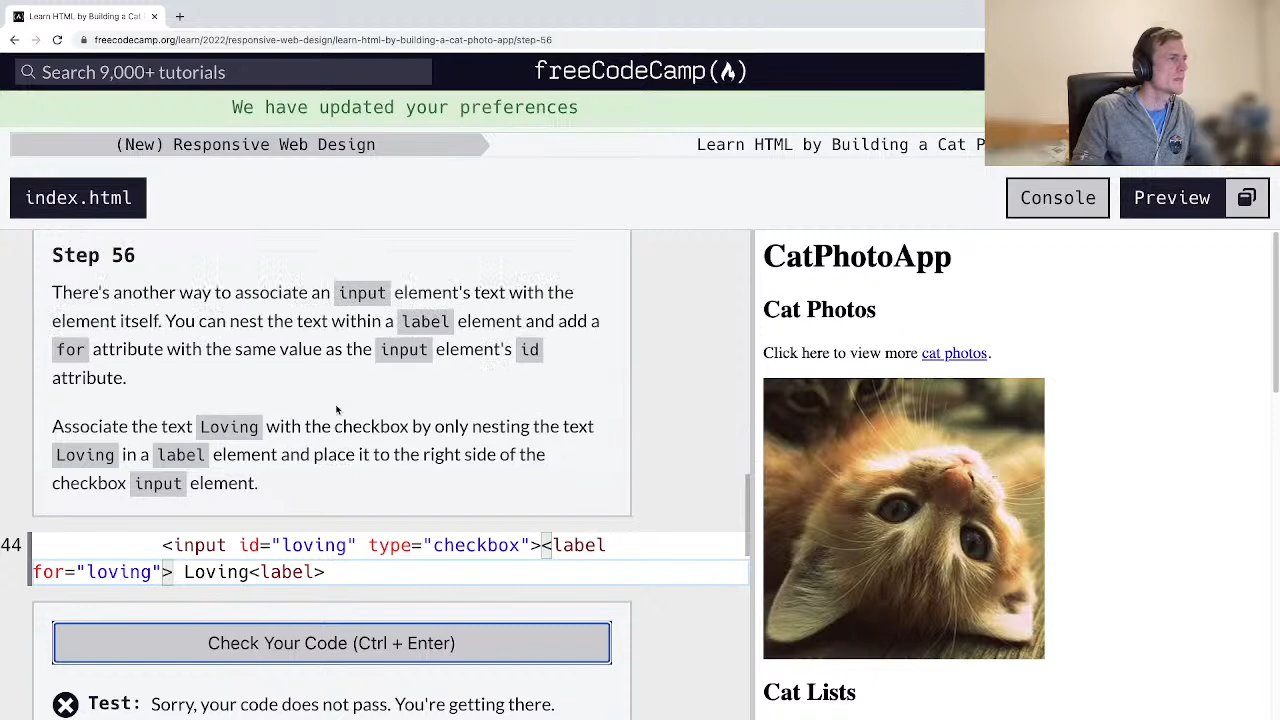 Learn HTML by Building a Cat
freecodecamp.org/learn/2022/responsive-web-design/learn-html-by-building-a-cat-photo-app/step-56
Search 9,000+ tutorials
freeCodeCamp
We have updated your preferences
(New) Responsive Web Design
Learn HTML by Building a Cat P
index.html
Console
Preview
Step 56
There's another way to associate an input element's text with the
element itself. You can nest the text within a label element and add a
for attribute with the same value as the input element's id
attribute.
Associate the text Loving with the checkbox by only nesting the text
Loving in a label element and place it to the right side of the
checkbox input element.
44 <input id="loving" type="checkbox"><label
for="loving"> Loving<label>
Check Your Code (Ctrl + Enter)
Test: Sorry, your code does not pass. You're getting there.
CatPhotoApp
Cat Photos
Click here to view more cat photos.
Cat Lists